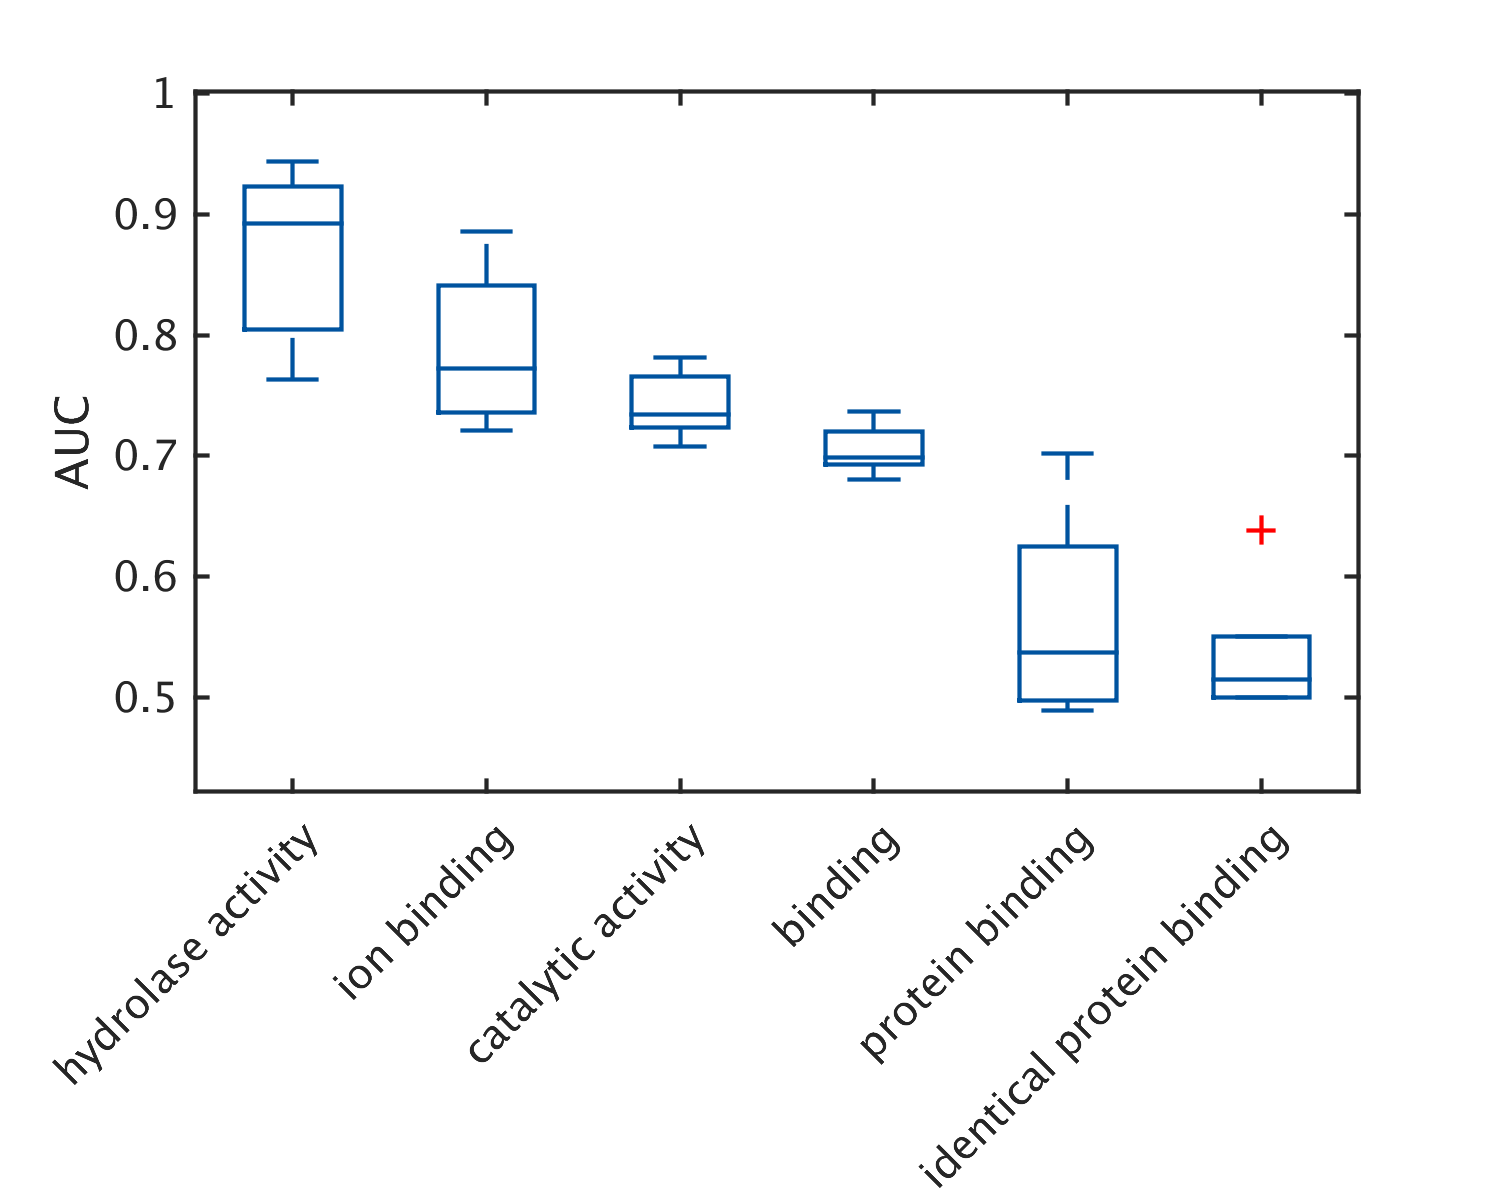 1
0.9
0.8
0.7
0.6
0.5
AUC
hydrolase activity
ion binding
catalytic activity
binding
protein binding
identical protein binding